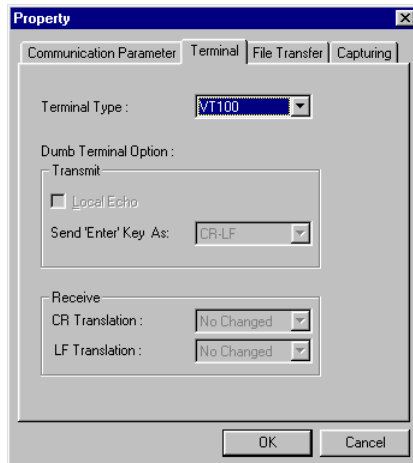 Property
Communication Parameter Terminal File Transfer Capturing
Terminal Type : VT100
Dumb Terminal Option :
Transmit
Local Echo
Send 'Enter' Key As: CR-LF
Receive
CR Translation : No Changed
LF Translation : No Changed
OK Cancel